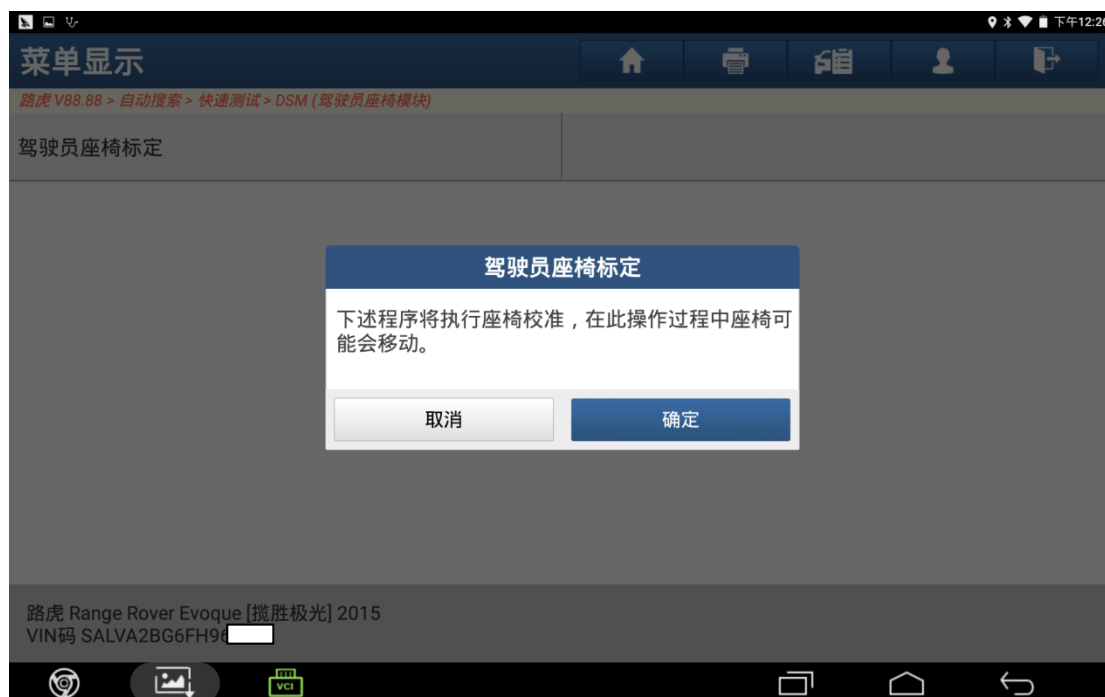 下午12:26
菜单显示
路虎 V88.88 > 自动搜索 > 快速测试 > DSM (驾驶员座椅模块)
驾驶员座椅标定
驾驶员座椅标定
下述程序将执行座椅校准，在此操作过程中座椅可
能会移动。
取消
确定
路虎 Range Rover Evoque [揽胜极光] 2015
VIN码 SALVA2BG6FH96
VCI